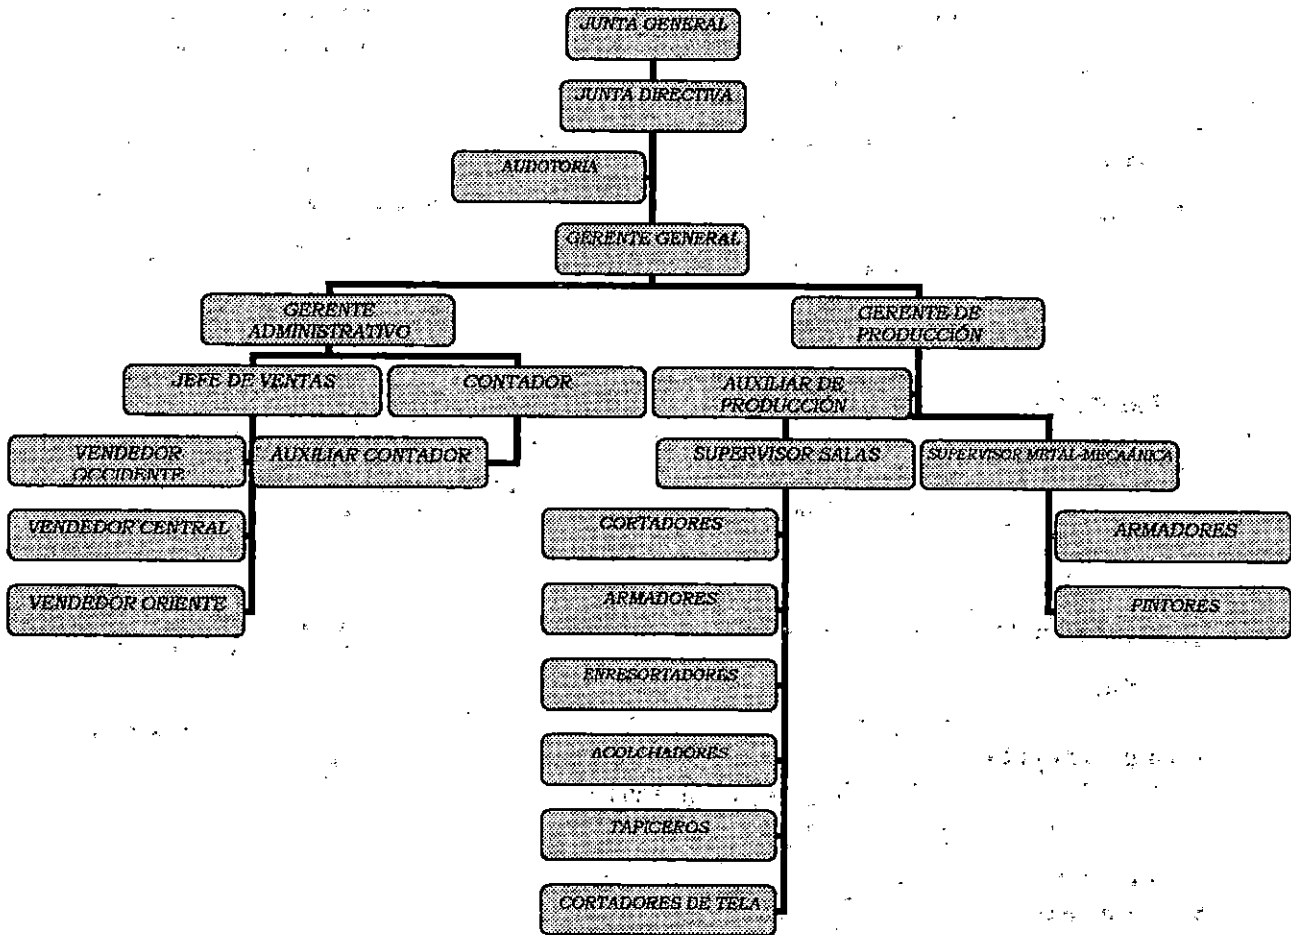 JUNTA GENERAL
JUNTA DIRECTIVA
AUDOTORIA
GERENTE GENERAL
GERENTE
ADMINISTRATIVO
GERENTE DE
PRODUCCIÓN
JEFE DE VENTAS
CONTADOR
AUXILIAR DE
PRODUCCIÓN
VENDEDOR
OCCIDENTE
AUXILIAR CONTADOR
SUPERVISOR SALAS
SUPERVISOR METAL-MECAÁNICA
VENDEDOR CENTRAL
CORTADORES
ARMADORES
VENDEDOR ORIENTE
ARMADORES
PINTORES
ENRESORTADORES
ACOLCHADORES
TAPICEROS
CORTADORES DE TELA